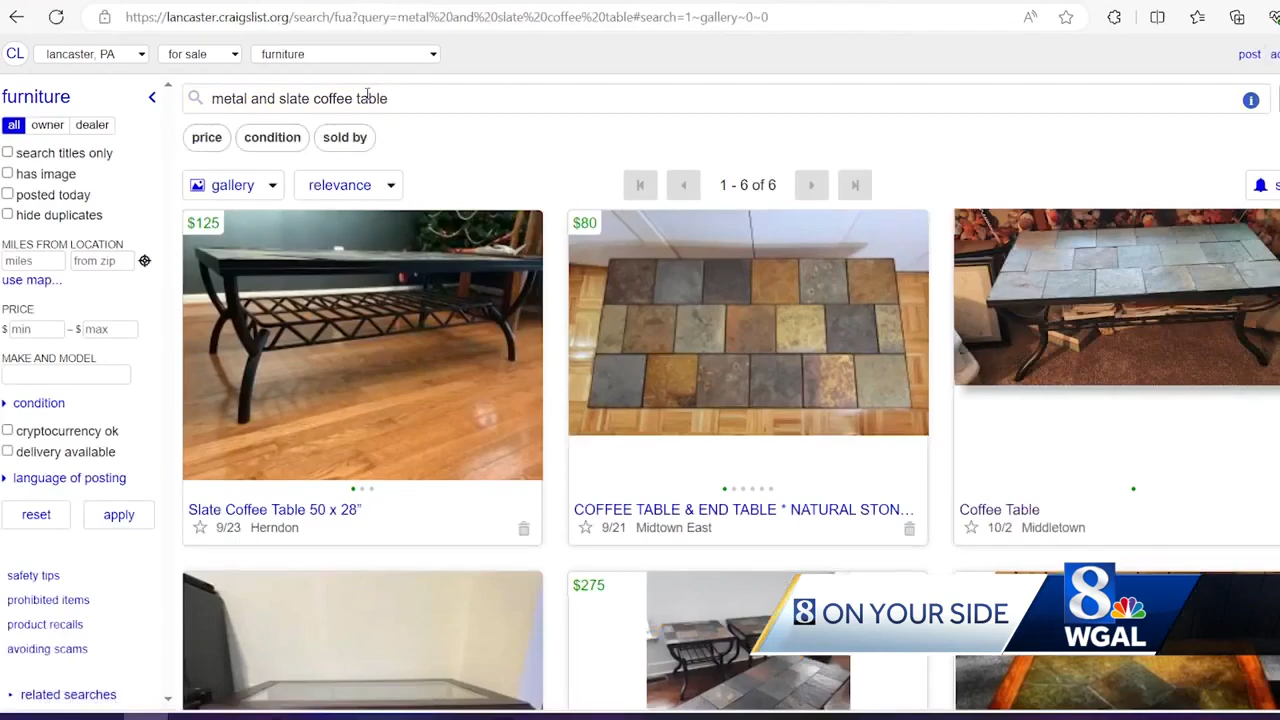 https://lancaster.craigslist.org/search/fua?query=metal%20and%20slate%20coffee%20table#search=1~gallery~0~0
CL lancaster, PA for sale furniture post
furniture
all owner dealer
search titles only
has image
posted today
hide duplicates
MILES FROM LOCATION
miles from zip
use map...
PRICE
$ min – $ max
MAKE AND MODEL
condition
cryptocurrency ok
delivery available
language of posting
reset apply
safety tips
prohibited items
product recalls
avoiding scams
related searches
metal and slate coffee table
price condition sold by
gallery relevance 1 - 6 of 6
$125
Slate Coffee Table 50 x 28”
9/23 Herndon
$80
COFFEE TABLE & END TABLE * NATURAL STON...
9/21 Midtown East
Coffee Table
10/2 Middletown
$275
8 ON YOUR SIDE
8
WGAL